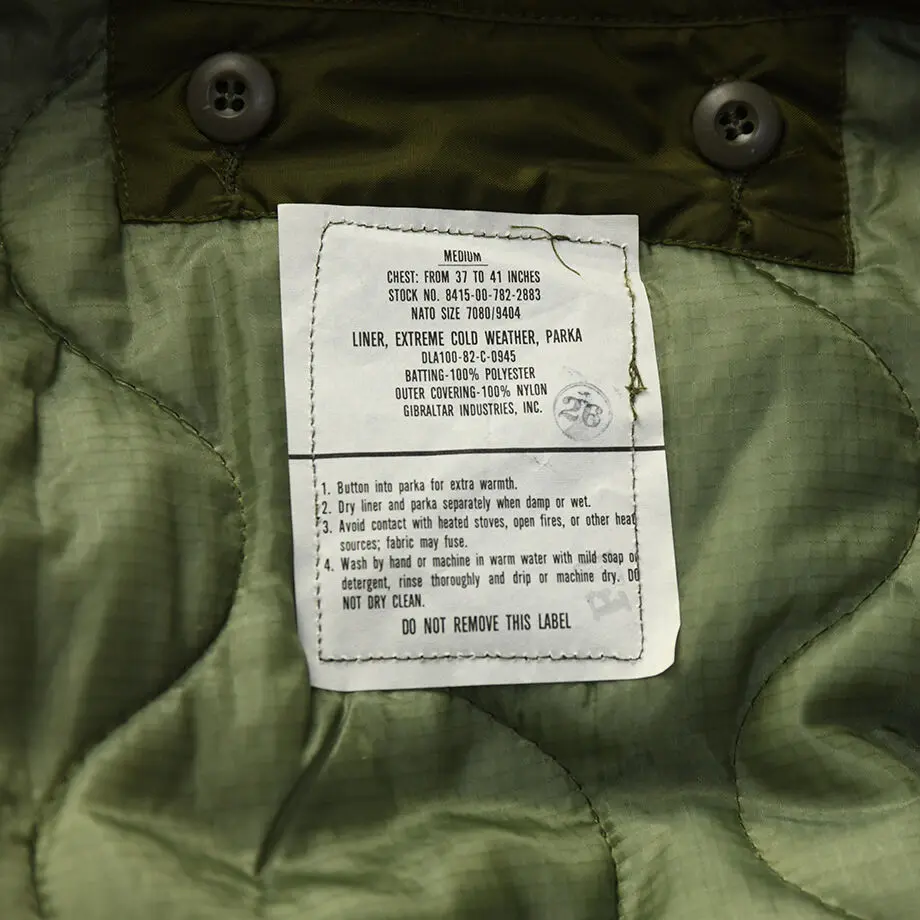 MEDIUM
CHEST: FROM 37 TO 41 INCHES
STOCK NO. 8415-00-782-2883
NATO SIZE 7080/9404
LINER, EXTREME COLD WEATHER, PARKA
DLA100-82-C-0945
BATTING-100% POLYESTER
OUTER COVERING-100% NYLON
GIBRALTAR INDUSTRIES, INC.
26
1. Button into parka for extra warmth.
2. Dry liner and parka separately when damp or wet.
3. Avoid contact with heated stoves, open fires, or other heat
sources; fabric may fuse.
4. Wash by hand or machine in warm water with mild soap or
detergent, rinse thoroughly and drip or machine dry. DO
NOT DRY CLEAN.
DO NOT REMOVE THIS LABEL